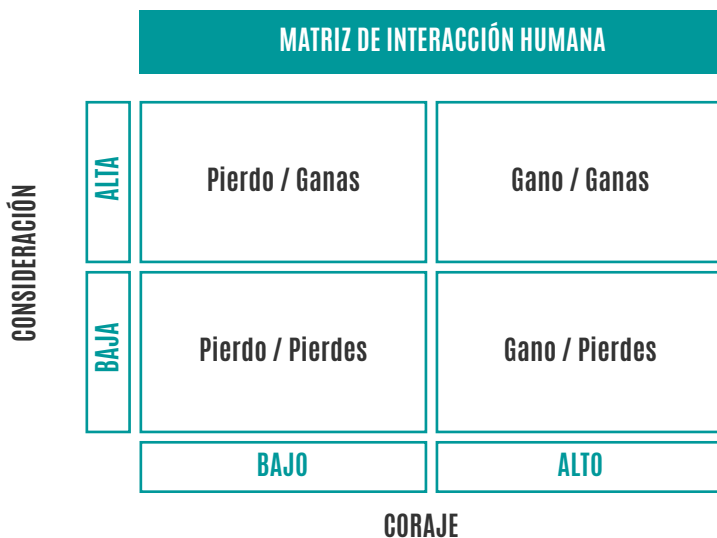 MATRIZ DE INTERACCIÓN HUMANA
CONSIDERACIÓN
ALTA
Pierdo / Ganas
Gano / Ganas
BAJA
Pierdo / Pierdes
Gano / Pierdes
BAJO
ALTO
CORAJE